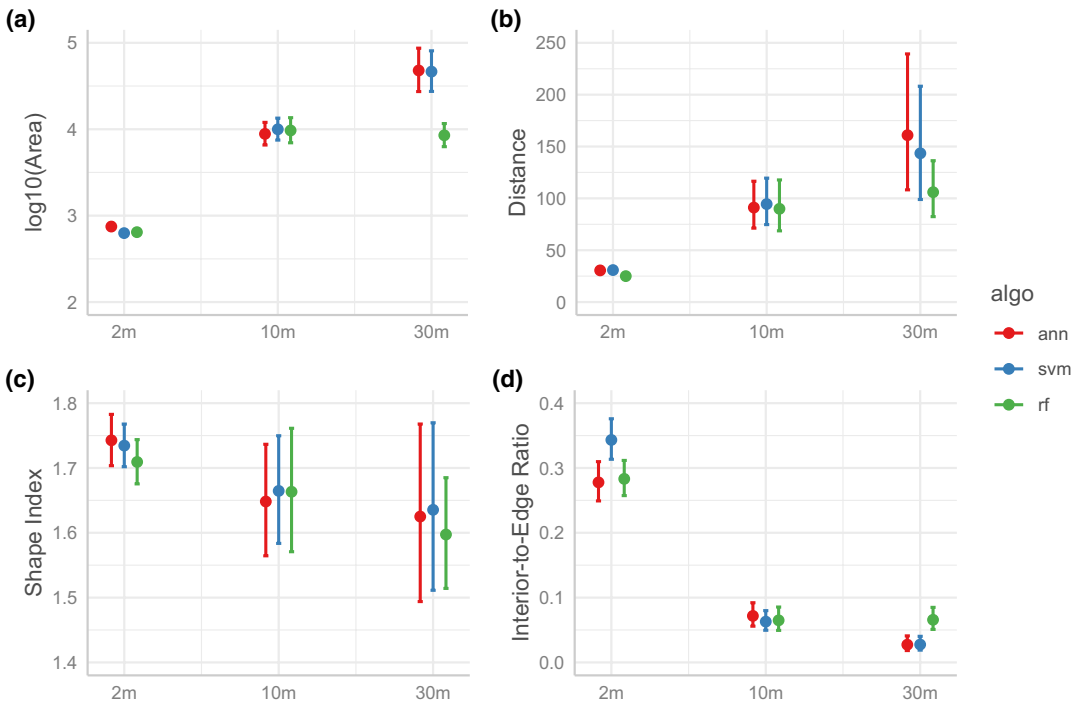 (a)
log10(Area)
5
4
3
2
2m 10m 30m
(b)
Distance
250
200
150
100
50
0
2m 10m 30m
(c)
Shape Index
1.8
1.7
1.6
1.5
1.4
2m 10m 30m
(d)
Interior-to-Edge Ratio
0.4
0.3
0.2
0.1
0.0
2m 10m 30m
algo
ann
svm
rf